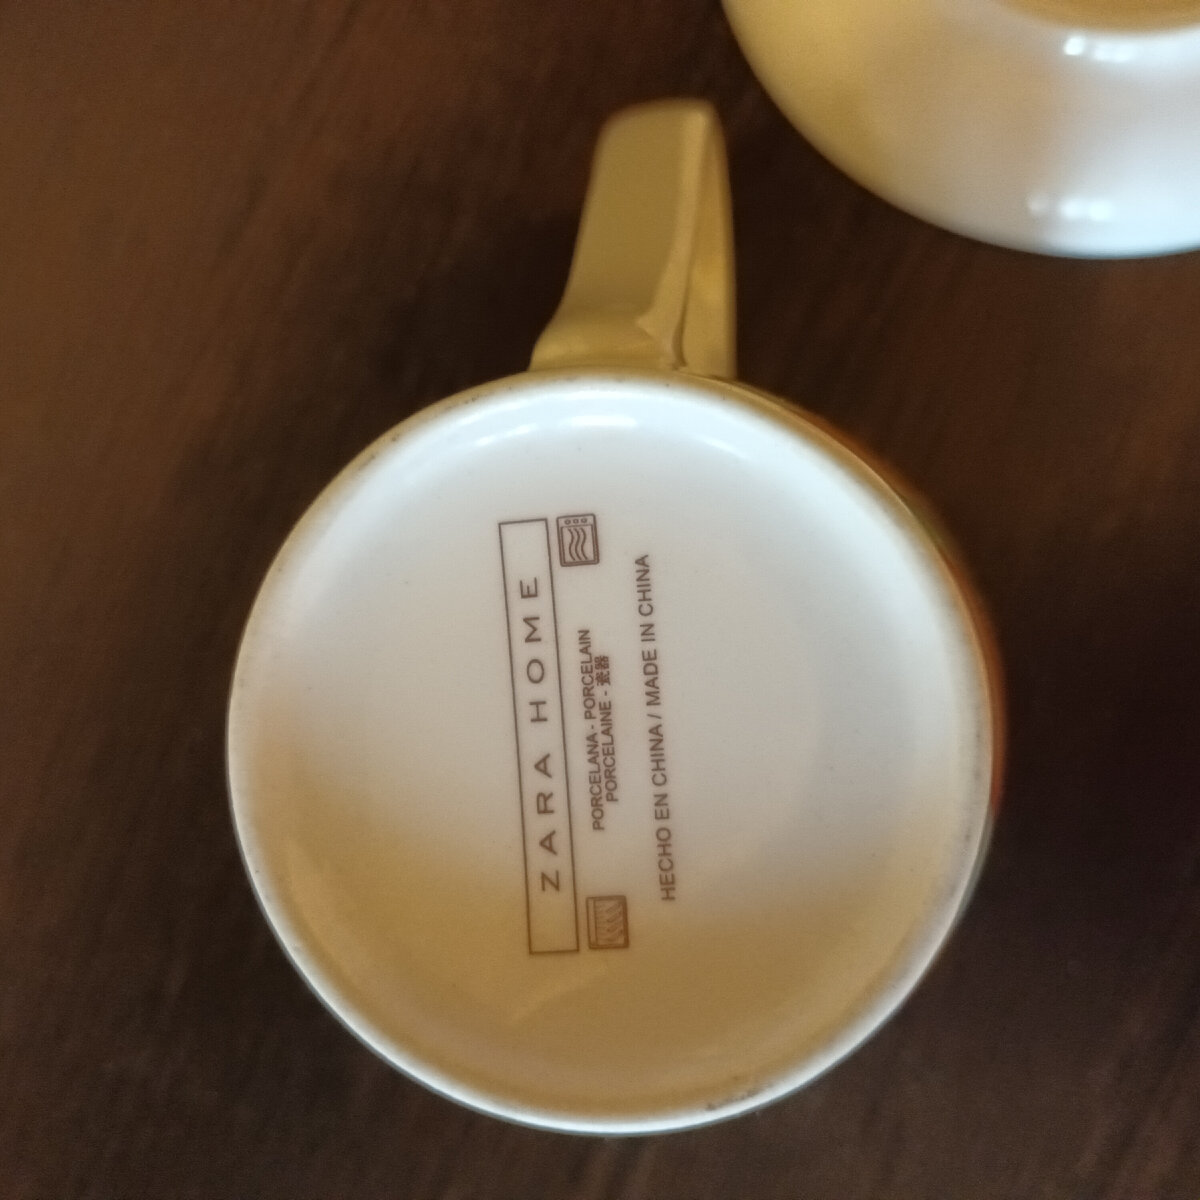 ZARA HOME
PORCELANA - PORCELAIN
PORCELAINE - 瓷器
HECHO EN CHINA / MADE IN CHINA